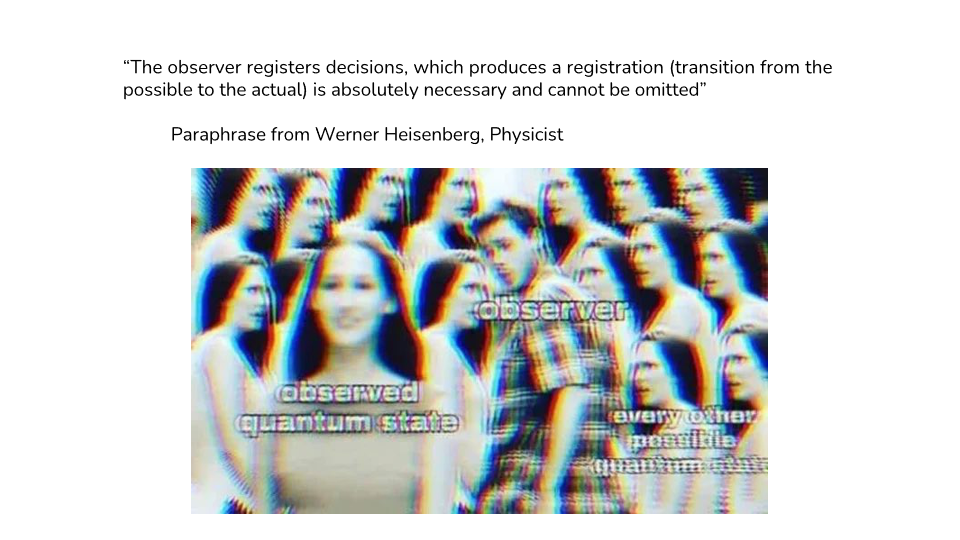 “The observer registers decisions, which produces a registration (transition from the
possible to the actual) is absolutely necessary and cannot be omitted”
Paraphrase from Werner Heisenberg, Physicist
observer
observed
quantum state
every other
possible
quantum state